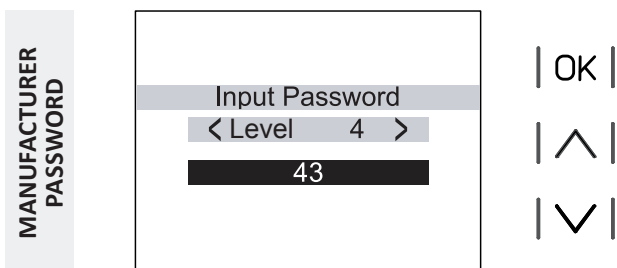 MANUFACTURER
PASSWORD
Input Password
< Level 4 >
43
OK